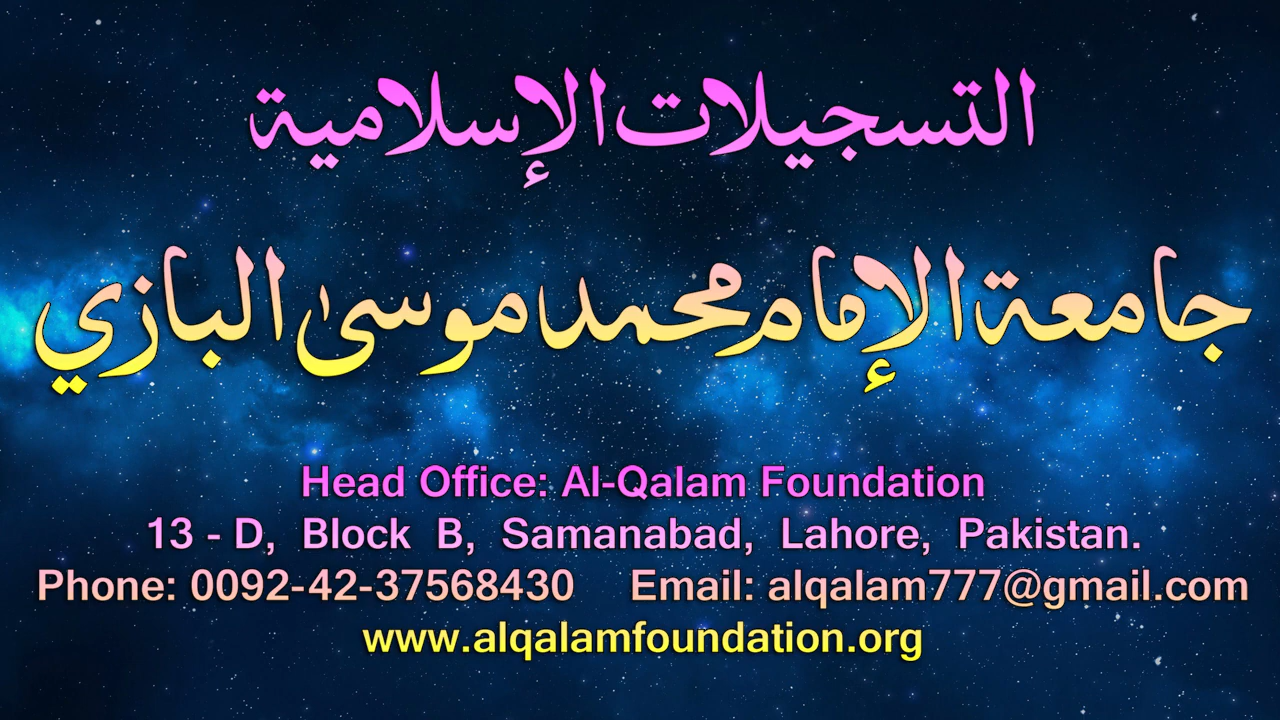 التسجيلات الإسلامية
جامعة الإمام محمد موسىٰ البازي
Head Office: Al-Qalam Foundation
13 - D, Block B, Samanabad, Lahore, Pakistan.
Phone: 0092-42-37568430 Email: alqalam777@gmail.com
www.alqalamfoundation.org